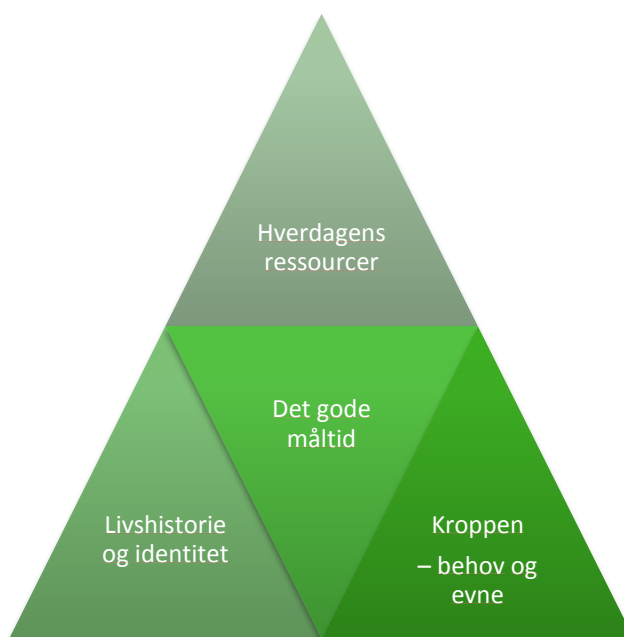 Hverdagens
ressourcer
Det gode
måltid
Livshistorie
og identitet
Kroppen
– behov og
evne